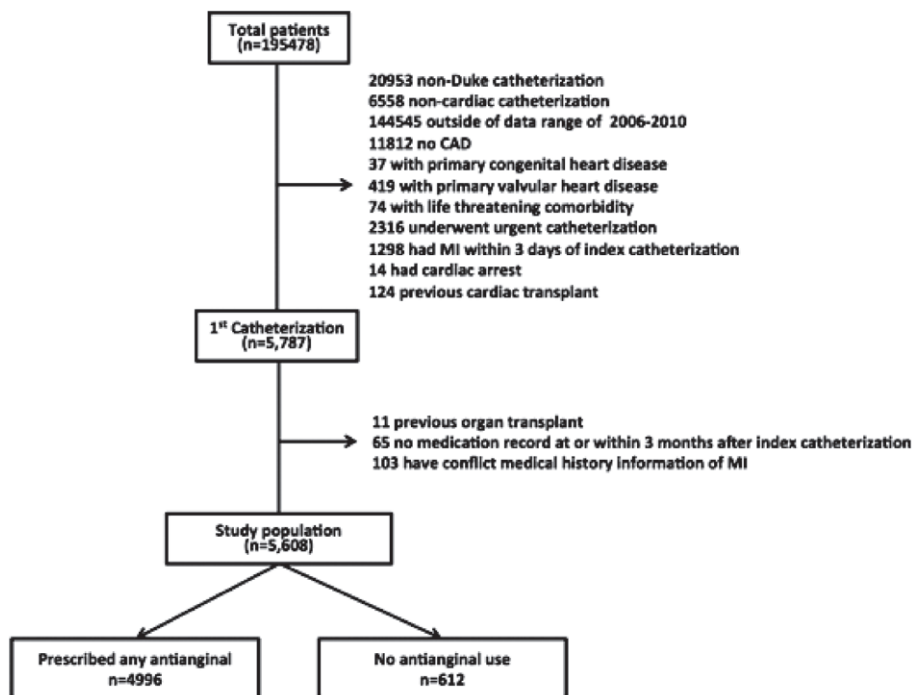 Total patients
(n=195478)
20953 non-Duke catheterization
6558 non-cardiac catheterization
144545 outside of data range of 2006-2010
11812 no CAD
37 with primary congenital heart disease
419 with primary valvular heart disease
74 with life threatening comorbidity
2316 underwent urgent catheterization
1298 had MI within 3 days of index catheterization
14 had cardiac arrest
124 previous cardiac transplant
1st Catheterization
(n=5,787)
11 previous organ transplant
65 no medication record at or within 3 months after index catheterization
103 have conflict medical history information of MI
Study population
(n=5,608)
Prescribed any antianginal
n=4996
No antianginal use
n=612